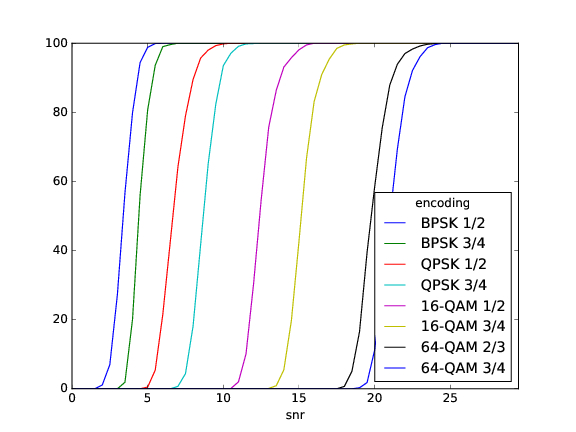 100
80
60
40
20
0
encoding
BPSK 1/2
BPSK 3/4
QPSK 1/2
QPSK 3/4
16-QAM 1/2
16-QAM 3/4
64-QAM 2/3
64-QAM 3/4
0 5 10 15 20 25
snr